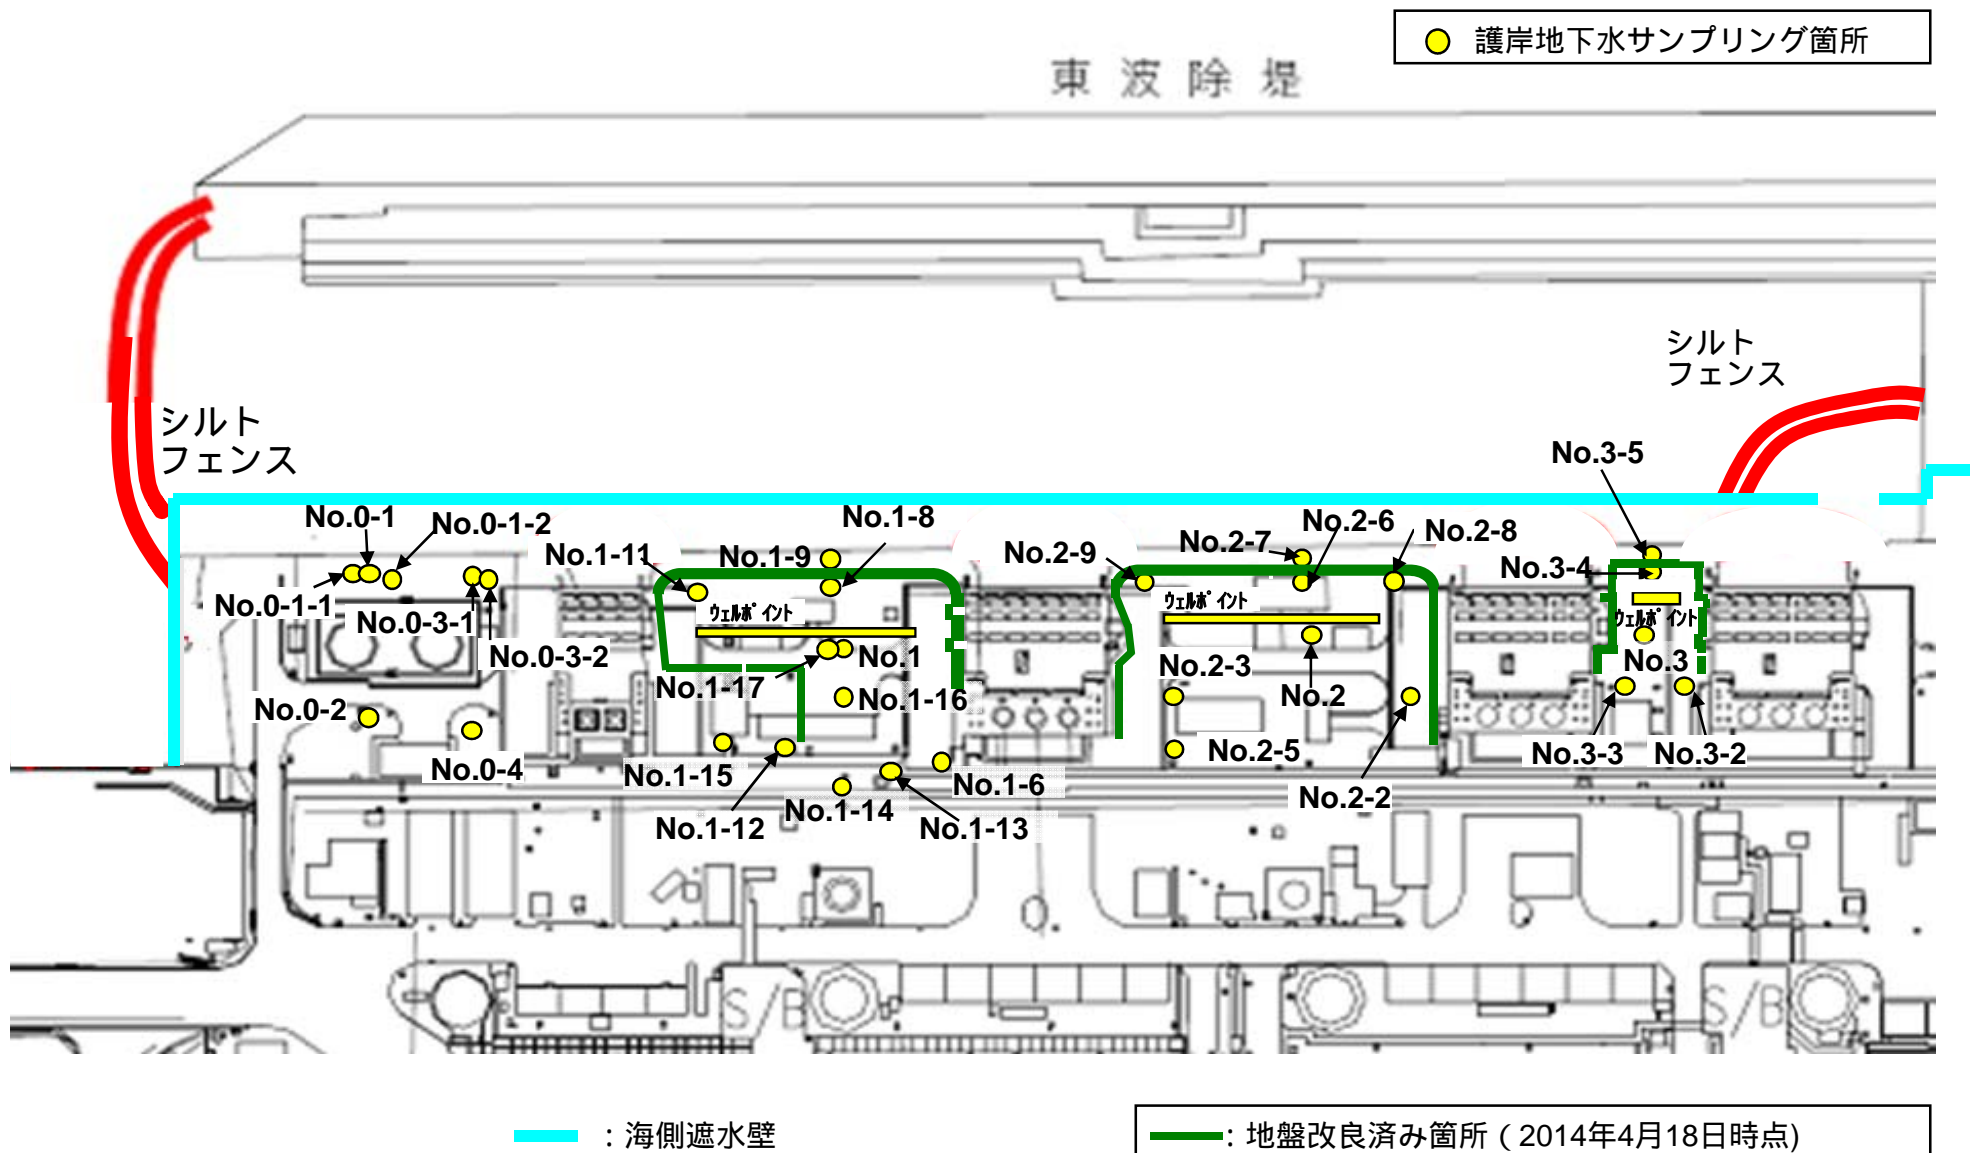 護岸地下水サンプリング箇所
東波除堤
シルト
フェンス
シルト
フェンス
No.3-5
No.0-1
No.0-1-2
No.1-8
No.2-6
No.2-8
No.1-11
No.1-9
No.2-9
No.2-7
No.3-4
No.0-1-1
No.0-3-1
ウェルポイント
ウェルポイント
ウェルポイント
No.0-3-2
No.1
No.1-17
No.2-3
No.3
No.1-16
No.2
No.0-2
No.0-4
No.1-15
No.1-6
No.2-5
No.3-3
No.3-2
No.1-14
No.2-2
No.1-12
No.1-13
S/B
S/B
：海側遮水壁
：地盤改良済み箇所（2014年4月18日時点)